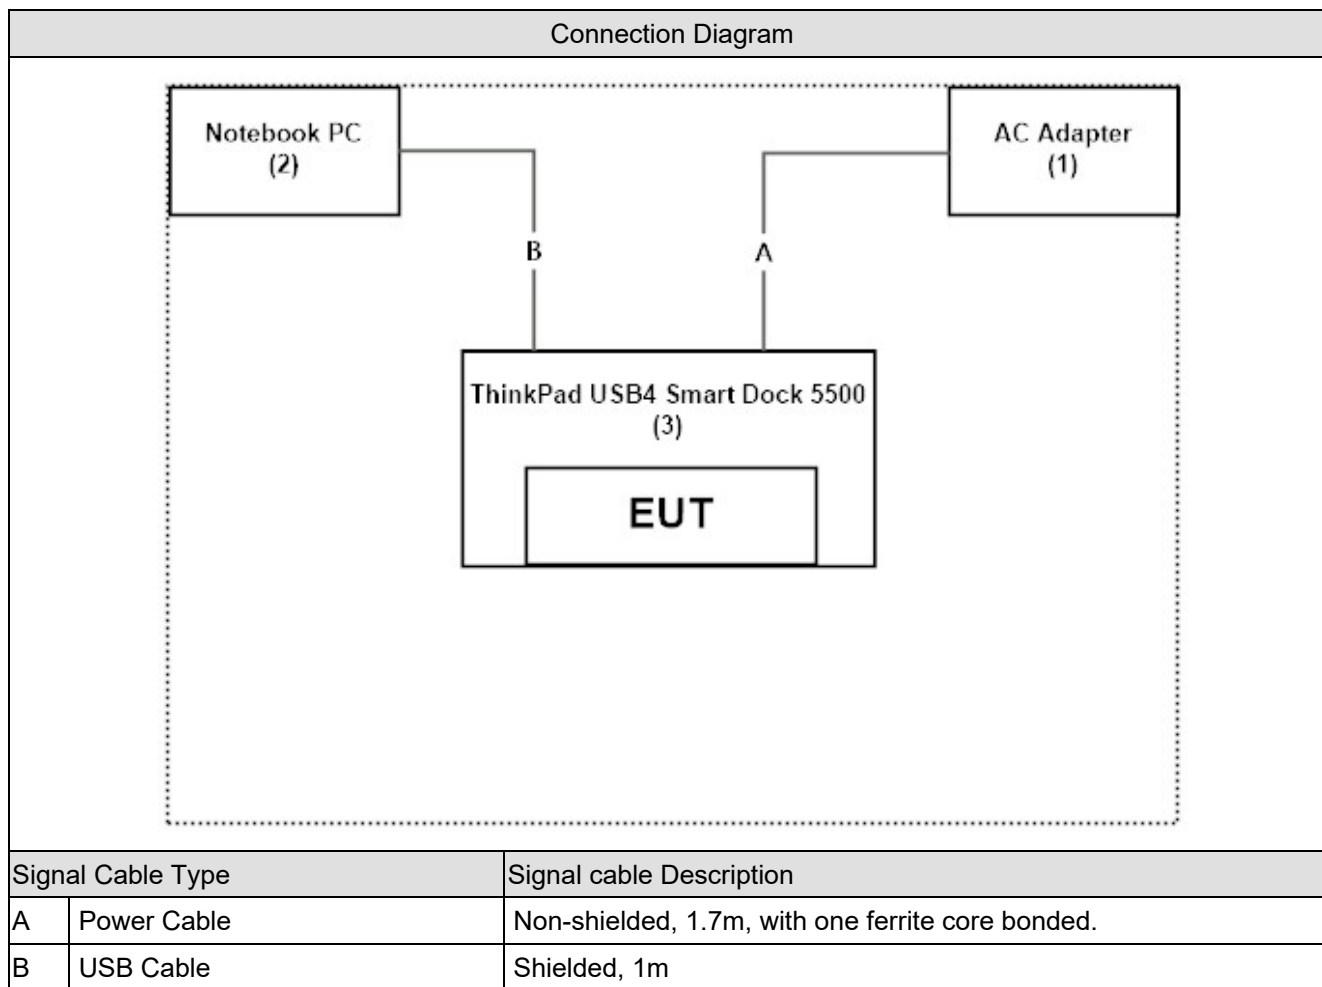 Connection Diagram
Notebook PC
(2)
AC Adapter
(1)
B
A
ThinkPad USB4 Smart Dock 5500
(3)
EUT
Signal Cable Type Signal cable Description
A Power Cable Non-shielded, 1.7m, with one ferrite core bonded.
B USB Cable Shielded, 1m